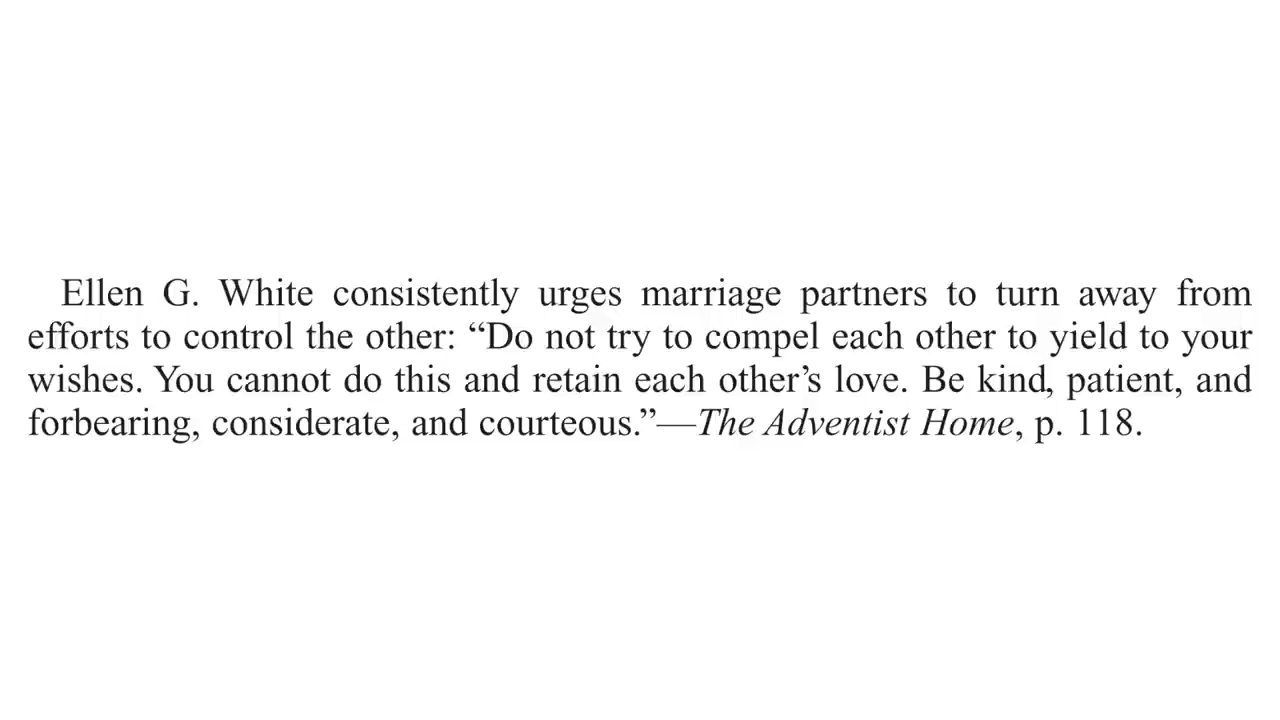 Ellen G. White consistently urges marriage partners to turn away from
efforts to control the other: “Do not try to compel each other to yield to your
wishes. You cannot do this and retain each other’s love. Be kind, patient, and
forbearing, considerate, and courteous.”—The Adventist Home, p. 118.